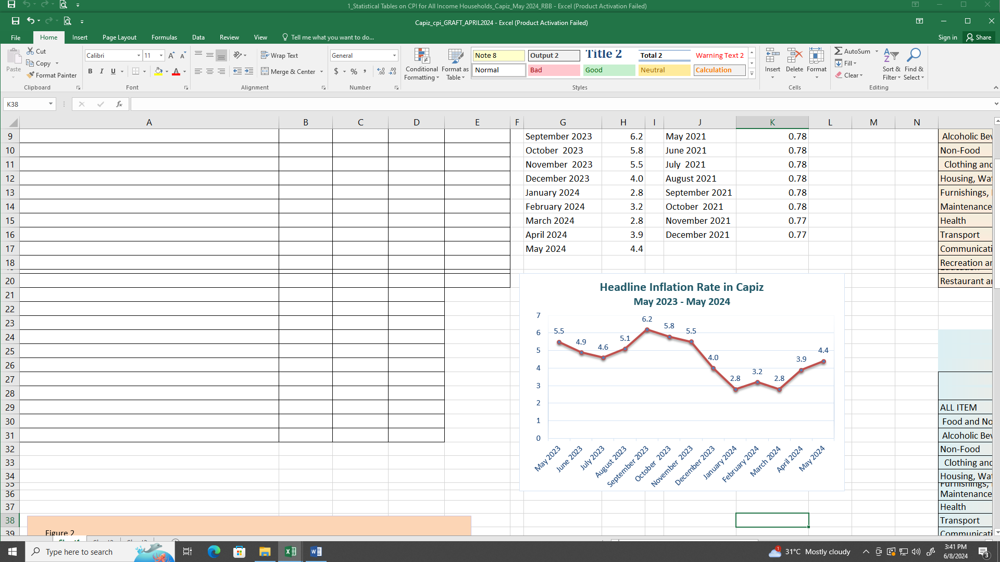 1_Statistical Tables on CPI for All Income Households_Capiz_May 2024_RBB - Excel (Product Activation Failed)
Capiz_cpi_GRAFT_APRIL2024 - Excel (Product Activation Failed)
File Home Insert Page Layout Formulas Data Review View Tell me what you want to do... Sign in Share
Paste Cut Copy Format Painter Clipboard
Calibri 11 B I U A Font
Wrap Text Merge & Center Alignment
General $ % , Number
Conditional Formatting Format as Table
Note 8 Output 2 Title 2 Total 2 Warning Text 2
Normal Bad Good Neutral Calculation
Styles
Insert Delete Format Cells
AutoSum Fill Clear Sort & Filter Find & Select Editing
K38 fx
A B C D E F G H I J K L M N
9 September 2023 6.2 May 2021 0.78 Alcoholic Bev
10 October 2023 5.8 June 2021 0.78 Non-Food
11 November 2023 5.5 July 2021 0.78 Clothing and
12 December 2023 4.0 August 2021 0.78 Housing, Wat
13 January 2024 2.8 September 2021 0.78 Furnishings,
14 February 2024 3.2 October 2021 0.78 Maintenance
15 March 2024 2.8 November 2021 0.77 Health
16 April 2024 3.9 December 2021 0.77 Transport
17 May 2024 4.4 Communicati
18 Recreation an
20 Restaurant a
21
22
23
24
25
26
27
28
29 ALL ITEM
30 Food and No
31 Alcoholic Bev
32 Non-Food
33 Clothing and
34 Housing, Wat
35 Furnishings,
36 Maintenance
37 Health
38 Transport
39 Communicati
Headline Inflation Rate in Capiz
May 2023 - May 2024
7
6
5
4
3
2
1
0
5.5 4.9 4.6 5.1 6.2 5.8 5.5 4.0 2.8 3.2 2.8 3.9 4.4
May 2023 June 2023 July 2023 August 2023 September 2023 October 2023 November 2023 December 2023 January 2024 February 2024 March 2024 April 2024 May 2024
Figure 2
Type here to search
31°C Mostly cloudy
3:41 PM
6/8/2024
3